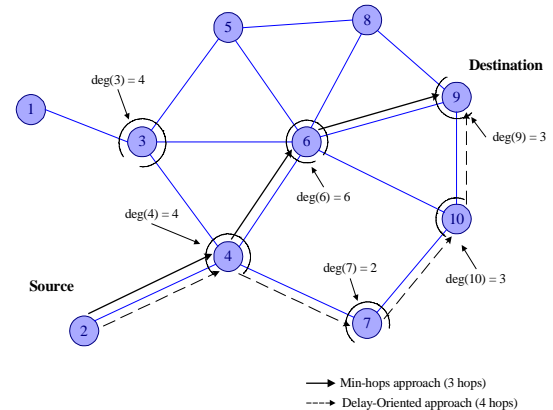 8
5
Destination
deg(3) = 4
9
1
3
6
deg(9) = 3
deg(6) = 6
deg(4) = 4
10
4
deg(7) = 2
deg(10) = 3
Source
7
2
Min-hops approach (3 hops)
Delay-Oriented approach (4 hops)